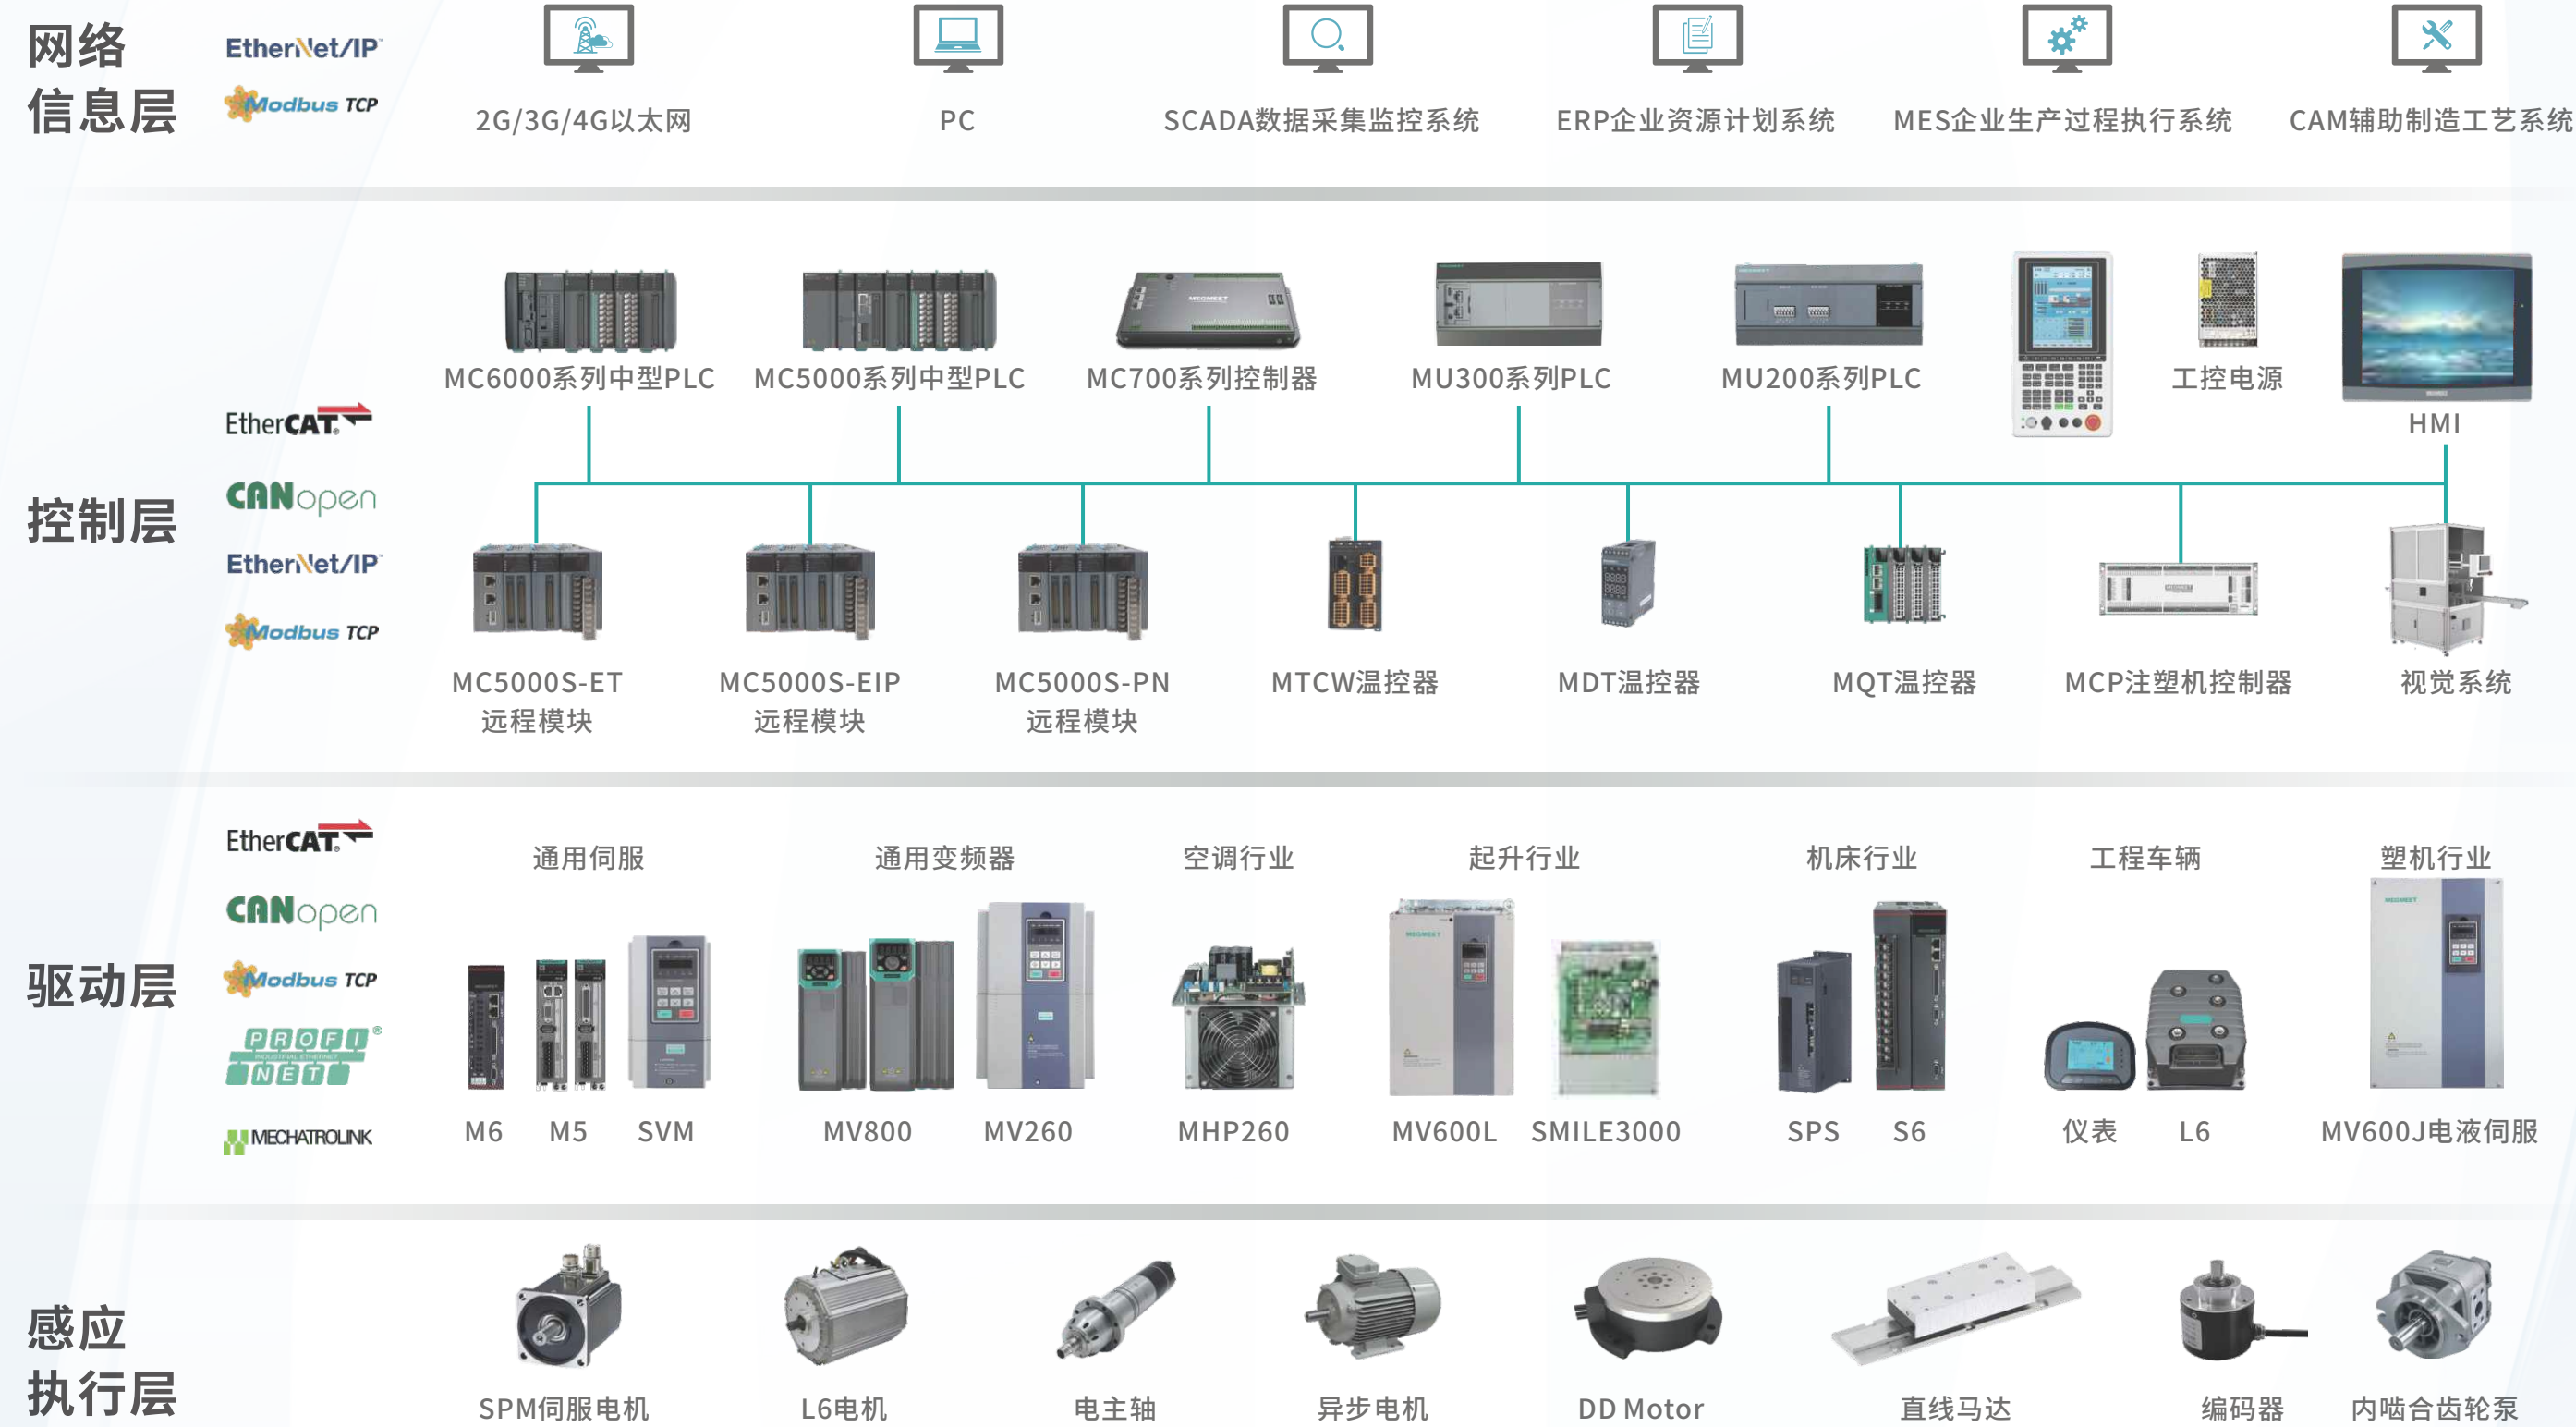 网络
信息层
EtherNet/IP
Modbus TCP
2G/3G/4G以太网
PC
SCADA数据采集监控系统
ERP企业资源计划系统
MES企业生产过程执行系统
CAM辅助制造工艺系统
控制层
EtherCAT®
CANopen
EtherNet/IP
Modbus TCP
MEGMEET
MC6000系列中型PLC
MC5000系列中型PLC
MC700系列控制器
MU300系列PLC
MU200系列PLC
工控电源
HMI
MC5000S-ET
远程模块
MC5000S-EIP
远程模块
MC5000S-PN
远程模块
MTCW温控器
MDT温控器
MQT温控器
MCP注塑机控制器
视觉系统
驱动层
EtherCAT®
CANopen
Modbus TCP
PROFI®
INDUSTRIAL ETHERNET
NET
MECHATROLINK
通用伺服
通用变频器
空调行业
起升行业
机床行业
工程车辆
塑机行业
MEGMEET
MEGMEET
M6
M5
SVM
MV800
MV260
MHP260
MV600L
SMILE3000
SPS
S6
仪表
L6
MV600J电液伺服
感应
执行层
SPM伺服电机
L6电机
电主轴
异步电机
DD Motor
直线马达
编码器
内啮合齿轮泵